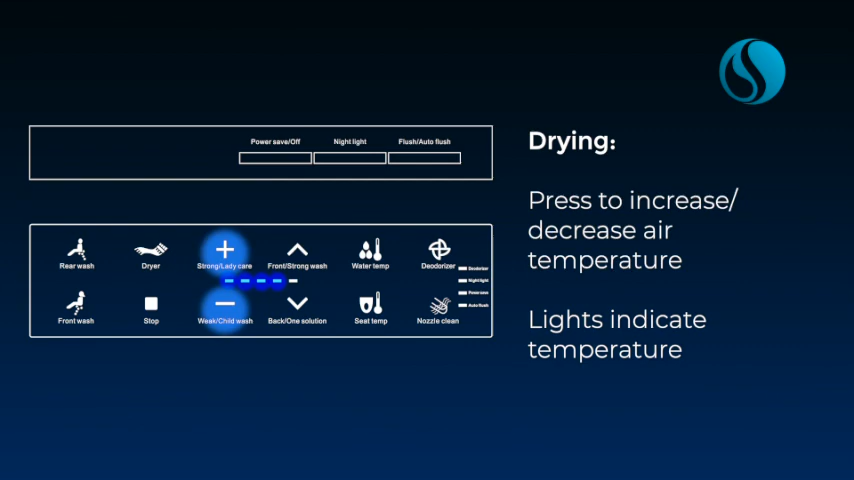 Power save/Off
Night light
Flush/Auto flush
Drying:
Press to increase/
decrease air
temperature
Lights indicate
temperature
Rear wash
Dryer
Strong/Lady care
Front/Strong wash
Water temp
Deodorizer
Deodorizer
Night light
Power save
Auto flush
Front wash
Stop
Weak/Child wash
Back/One solution
Seat temp
Nozzle clean